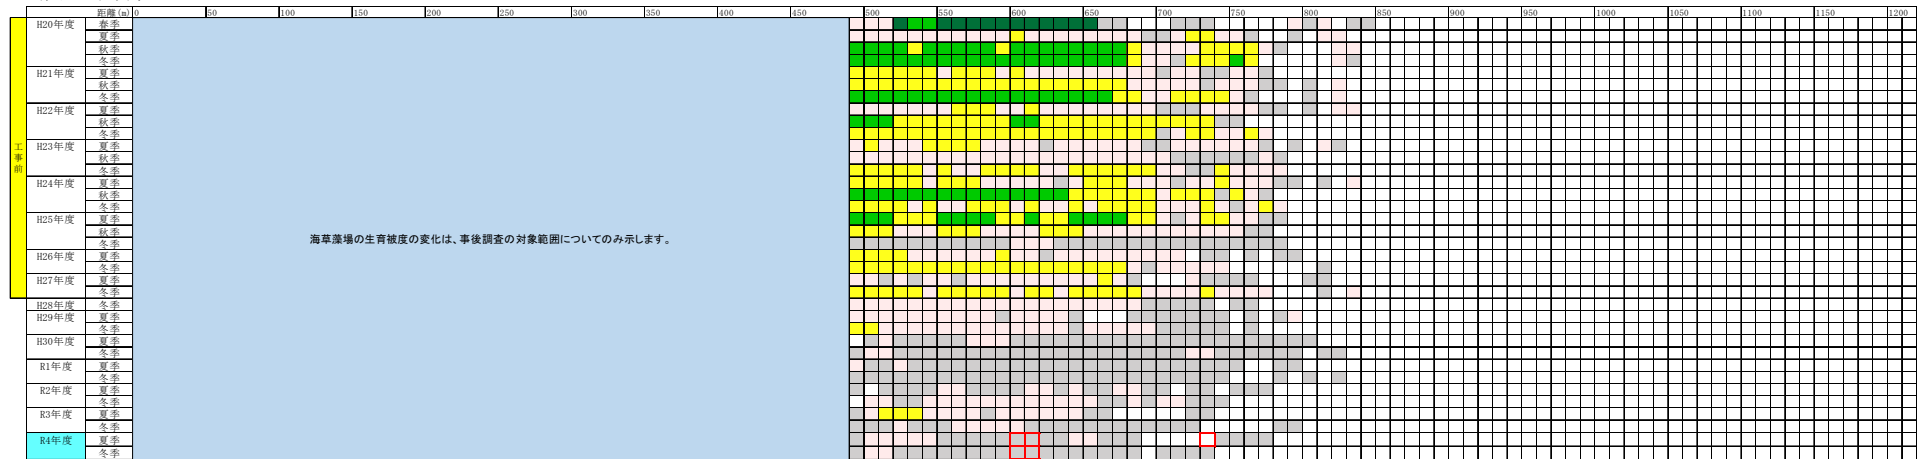 距離(m) 0 50 100 150 200 250 300 350 400 450 500 550 600 650 700 750 800 850 900 950 1000 1050 1100 1150 1200
工事前
H20年度 春季
夏季
秋季
冬季
H21年度 夏季
秋季
冬季
H22年度 夏季
秋季
冬季
H23年度 夏季
秋季
冬季
H24年度 夏季
秋季
冬季
H25年度 夏季
秋季
冬季
海草藻場の生育被度の変化は、事後調査の対象範囲についてのみ示します。
H26年度 夏季
冬季
H27年度 夏季
冬季
H28年度 冬季
H29年度 夏季
冬季
H30年度 夏季
冬季
R1年度 夏季
冬季
R2年度 夏季
冬季
R3年度 夏季
冬季
R4年度 夏季
冬季